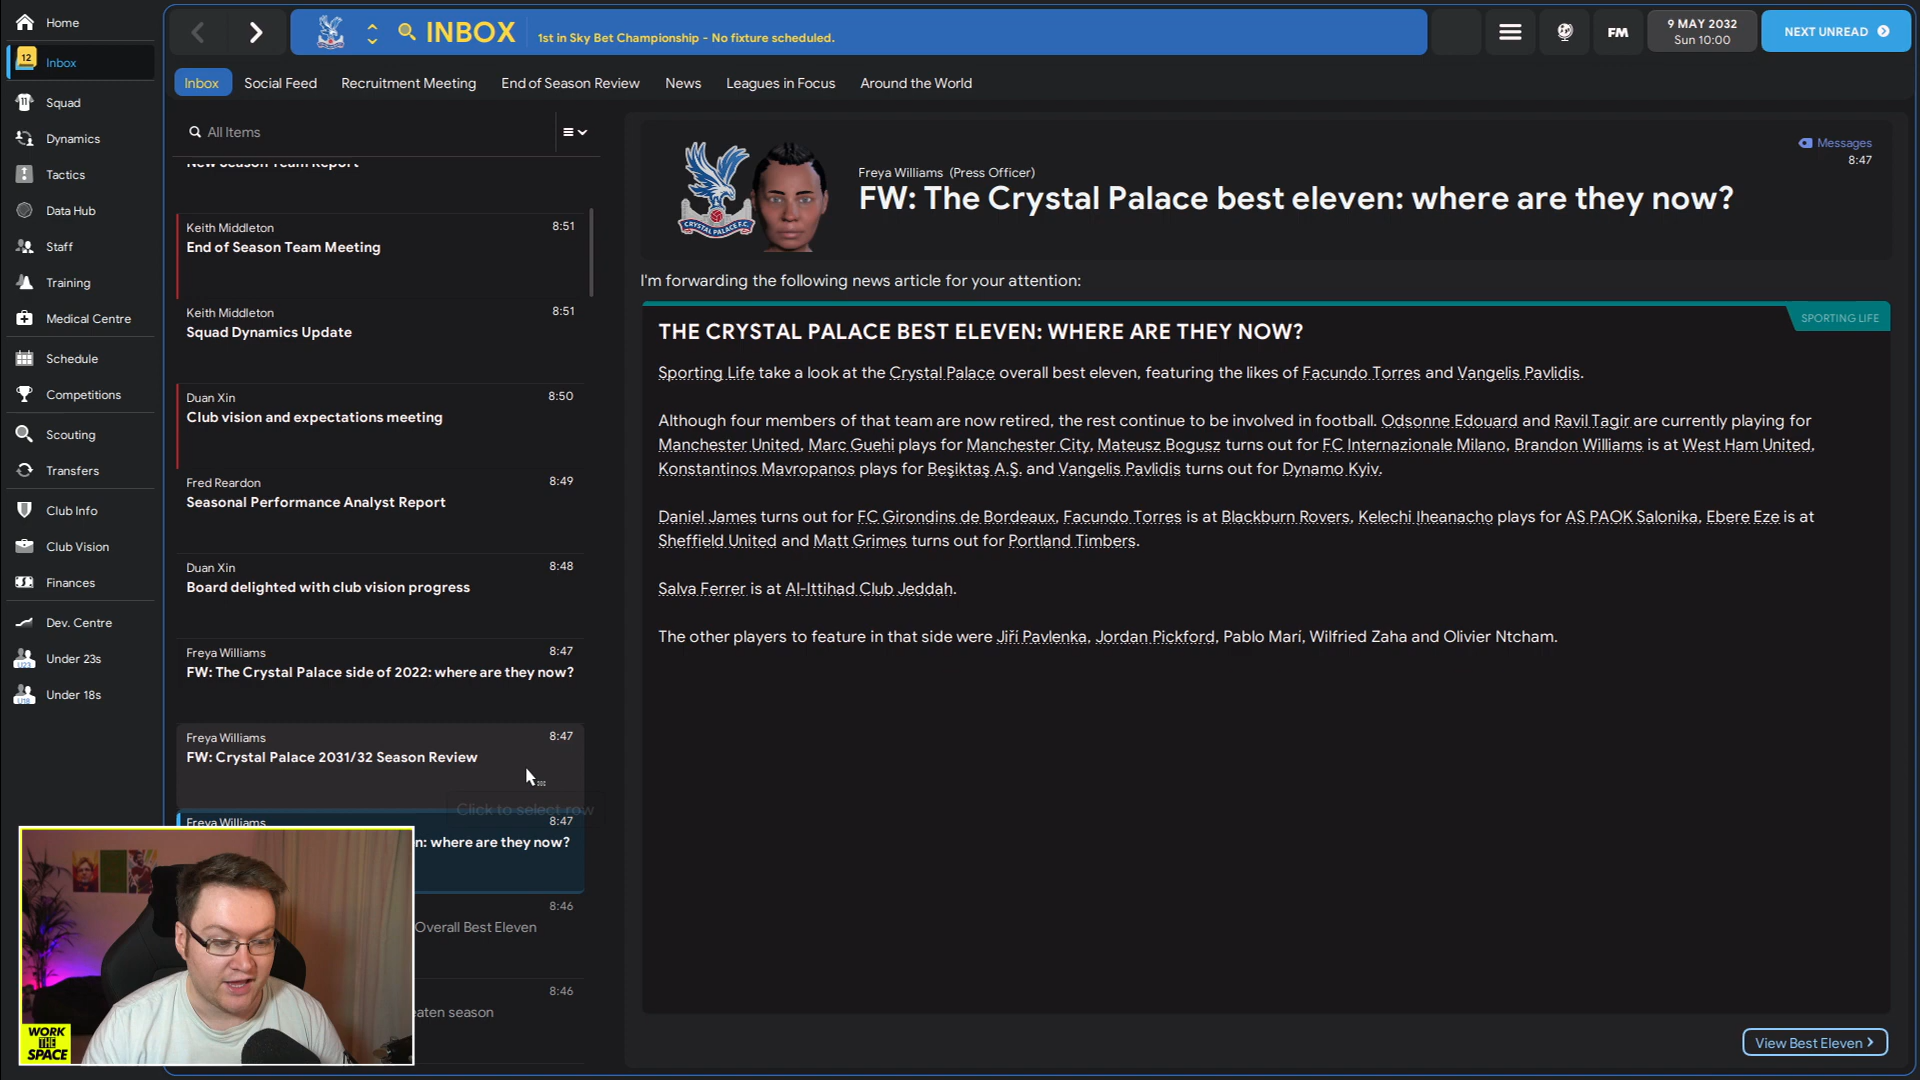 Home
12
Inbox
Squad
Dynamics
Tactics
Data Hub
Staff
Training
Medical Centre
Schedule
Competitions
Scouting
Transfers
Club Info
Club Vision
Finances
Dev. Centre
Under 23s
Under 18s
INBOX
1st in Sky Bet Championship - No fixture scheduled.
FM
9 MAY 2032
Sun 10:00
NEXT UNREAD
Inbox
Social Feed
Recruitment Meeting
End of Season Review
News
Leagues in Focus
Around the World
All Items
New Season Team Report
Keith Middleton
8:51
End of Season Team Meeting
Keith Middleton
8:51
Squad Dynamics Update
Duan Xin
8:50
Club vision and expectations meeting
Fred Reardon
8:49
Seasonal Performance Analyst Report
Duan Xin
8:48
Board delighted with club vision progress
Freya Williams
8:47
FW: The Crystal Palace side of 2022: where are they now?
Freya Williams
8:47
FW: Crystal Palace 2031/32 Season Review
Click to select row
Freya Williams
8:47
n: where are they now?
8:46
Overall Best Eleven
8:46
eaten season
WORK
THE
SPACE
Messages
8:47
CRYSTAL PALACE F.C.
Freya Williams (Press Officer)
FW: The Crystal Palace best eleven: where are they now?
I'm forwarding the following news article for your attention:
SPORTING LIFE
THE CRYSTAL PALACE BEST ELEVEN: WHERE ARE THEY NOW?
Sporting Life take a look at the Crystal Palace overall best eleven, featuring the likes of Facundo Torres and Vangelis Pavlidis.
Although four members of that team are now retired, the rest continue to be involved in football. Odsonne Edouard and Ravil Tagir are currently playing for
Manchester United, Marc Guehi plays for Manchester City, Mateusz Bogusz turns out for FC Internazionale Milano, Brandon Williams is at West Ham United,
Konstantinos Mavropanos plays for Beşiktaş A.Ş. and Vangelis Pavlidis turns out for Dynamo Kyiv.
Daniel James turns out for FC Girondins de Bordeaux, Facundo Torres is at Blackburn Rovers, Kelechi Iheanacho plays for AS PAOK Salonika, Ebere Eze is at
Sheffield United and Matt Grimes turns out for Portland Timbers.
Salva Ferrer is at Al-Ittihad Club Jeddah.
The other players to feature in that side were Jiří Pavlenka, Jordan Pickford, Pablo Marí, Wilfried Zaha and Olivier Ntcham.
View Best Eleven